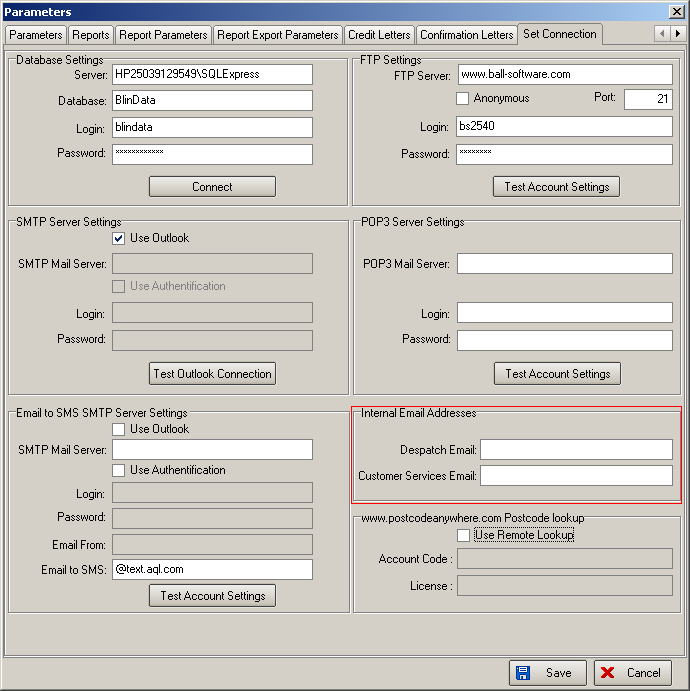 Parameters
Parameters Reports Report Parameters Report Export Parameters Credit Letters Confirmation Letters Set Connection
Database Settings
Server: HP25039129549\SQLExpress
Database: BlinData
Login: blindata
Password: ************
Connect
FTP Settings
FTP Server: www.ball-software.com
Anonymous Port: 21
Login: bs2540
Password: ********
Test Account Settings
SMTP Server Settings
Use Outlook
SMTP Mail Server:
Use Authentification
Login:
Password:
Test Outlook Connection
POP3 Server Settings
POP3 Mail Server:
Login:
Password:
Test Account Settings
Email to SMS SMTP Server Settings
Use Outlook
SMTP Mail Server:
Use Authentification
Login:
Password:
Email From:
Email to SMS: @text.aql.com
Test Account Settings
Internal Email Addresses
Despatch Email:
Customer Services Email:
www.postcodeanywhere.com Postcode lookup
Use Remote Lookup
Account Code :
License :
Save Cancel